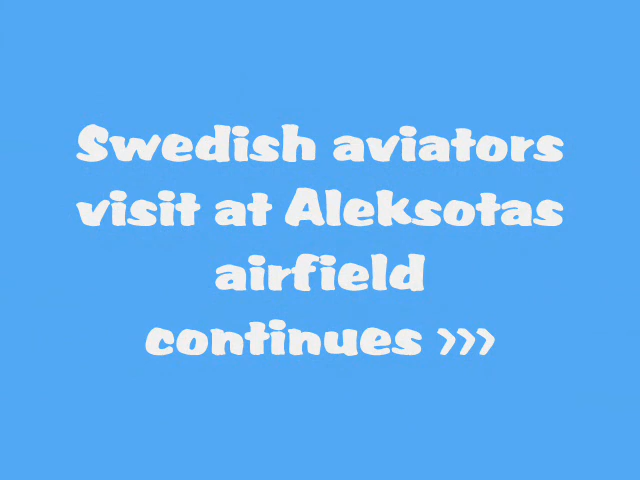 Swedish aviators
visit at Aleksotas
airfield
continues >>>